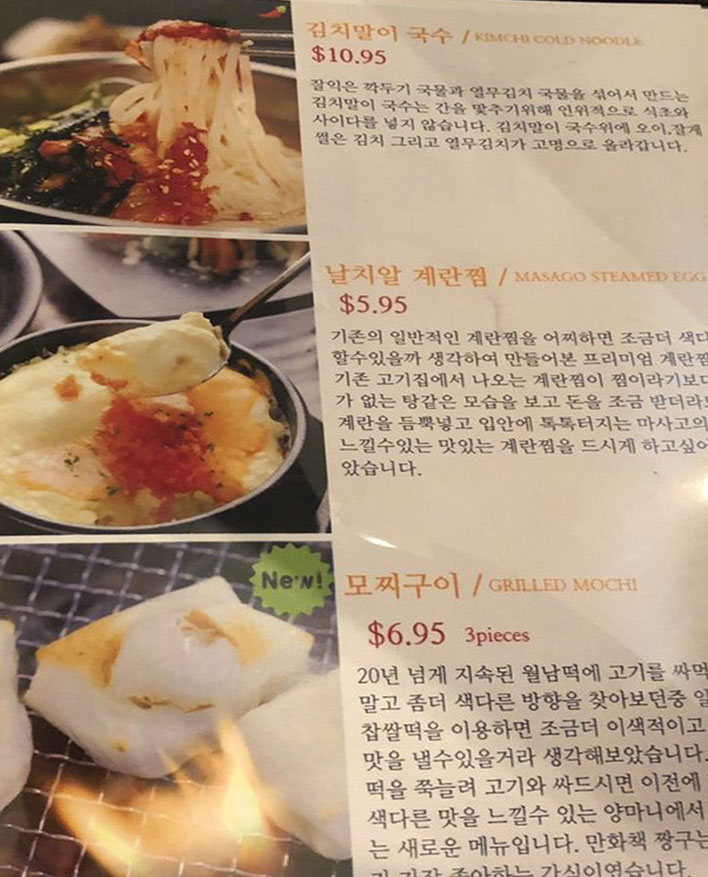 김치말이 국수 / KIMCHI COLD NOODLE
$10.95
잘익은 깍두기 국물과 열무김치 국물을 섞어서 만드는
김치말이 국수는 간을 맞추기위해 인위적으로 식초와
사이다를 넣지 않습니다. 김치말이 국수위에 오이,잘게
썰은 김치 그리고 열무김치가 고명으로 올라갑니다.
날치알 계란찜 / MASAGO STEAMED EGG
$5.95
기존의 일반적인 계란찜을 어찌하면 조금더 색다
할수있을까 생각하여 만들어본 프리미엄 계란찜
기존 고기집에서 나오는 계란찜이 찜이라기보다
가 없는 탕같은 모습을 보고 돈을 조금 받더라도
계란을 듬뿍넣고 입안에 톡톡터지는 마사고의
느낄수있는 맛있는 계란찜을 드시게 하고싶어
았습니다.
New!
모찌구이 / GRILLED MOCHI
$6.95 3pieces
20년 넘게 지속된 월남떡에 고기를 싸먹
말고 좀더 색다른 방향을 찾아보던중 일
찹쌀떡을 이용하면 조금더 이색적이고
맛을 낼수있을거라 생각해보았습니다.
떡을 쭉늘려 고기와 싸드시면 이전에
색다른 맛을 느낄수 있는 양마니에서
는 새로운 메뉴입니다. 만화책 짱구는
가장 좋아하는 간식이였습니다.